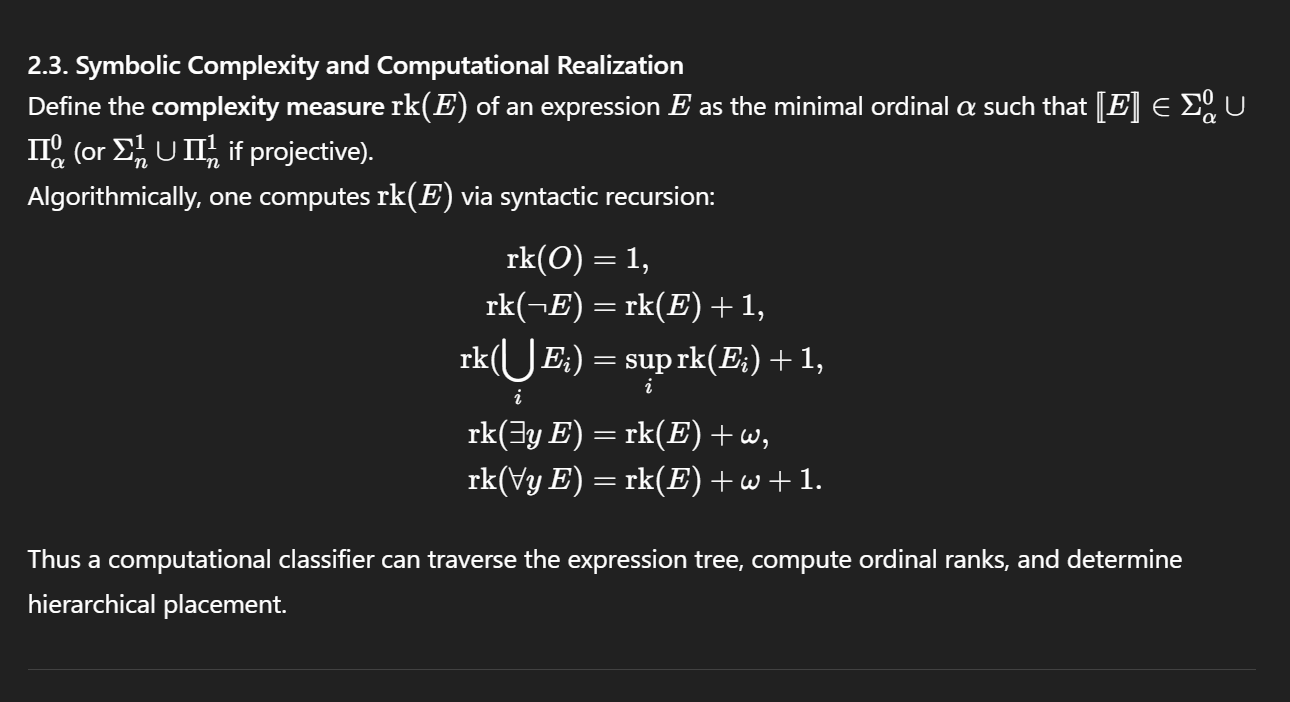 2.3. Symbolic Complexity and Computational Realization
Define the complexity measure rk(E) of an expression E as the minimal ordinal α such that ⟦E⟧ ∈ Σ⁰_α ∪
Π⁰_α (or Σ¹_n ∪ Π¹_n if projective).
Algorithmically, one computes rk(E) via syntactic recursion:
rk(O) = 1,
rk(¬E) = rk(E) + 1,
rk(⋃_i E_i) = sup_i rk(E_i) + 1,
rk(∃y E) = rk(E) + ω,
rk(∀y E) = rk(E) + ω + 1.
Thus a computational classifier can traverse the expression tree, compute ordinal ranks, and determine
hierarchical placement.